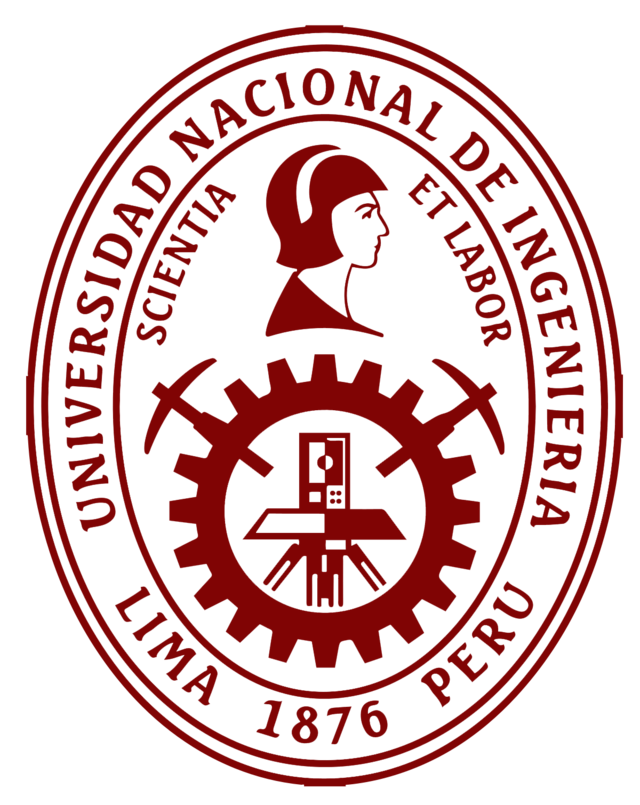 UNIVERSIDAD NACIONAL DE INGENIERIA
SCIENTIA ET LABOR
LIMA 1876 PERU